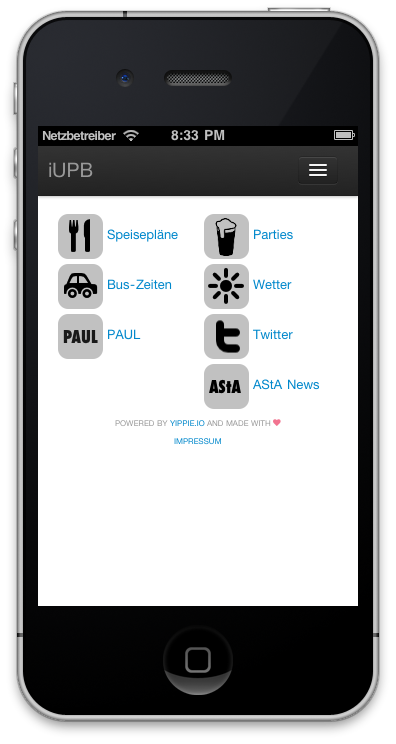 Netzbetreiber 8:33 PM
iUPB
Speisepläne Parties
Bus-Zeiten Wetter
PAUL PAUL Twitter
AStA AStA News
POWERED BY YIPPIE.IO AND MADE WITH
IMPRESSUM